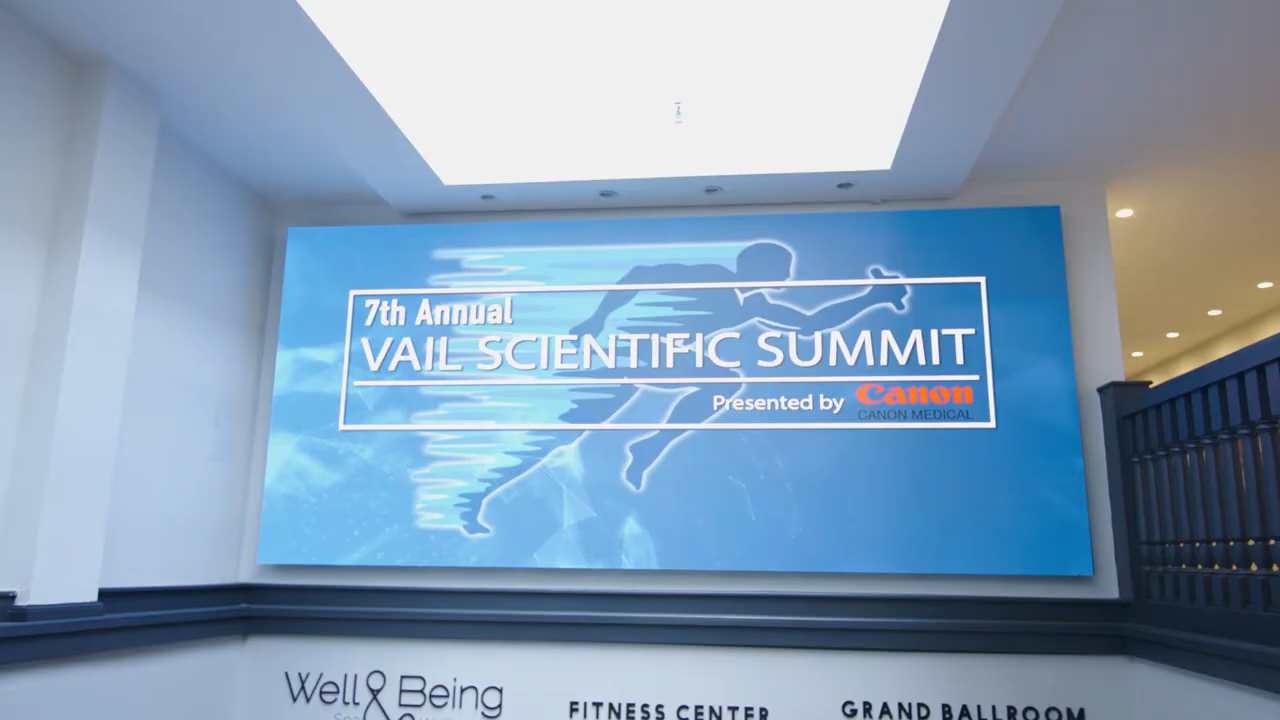 7th Annual
VAIL SCIENTIFIC SUMMIT
Presented by Canon
CANON MEDICAL
Well & Being
FITNESS CENTER
GRAND BALLROOM